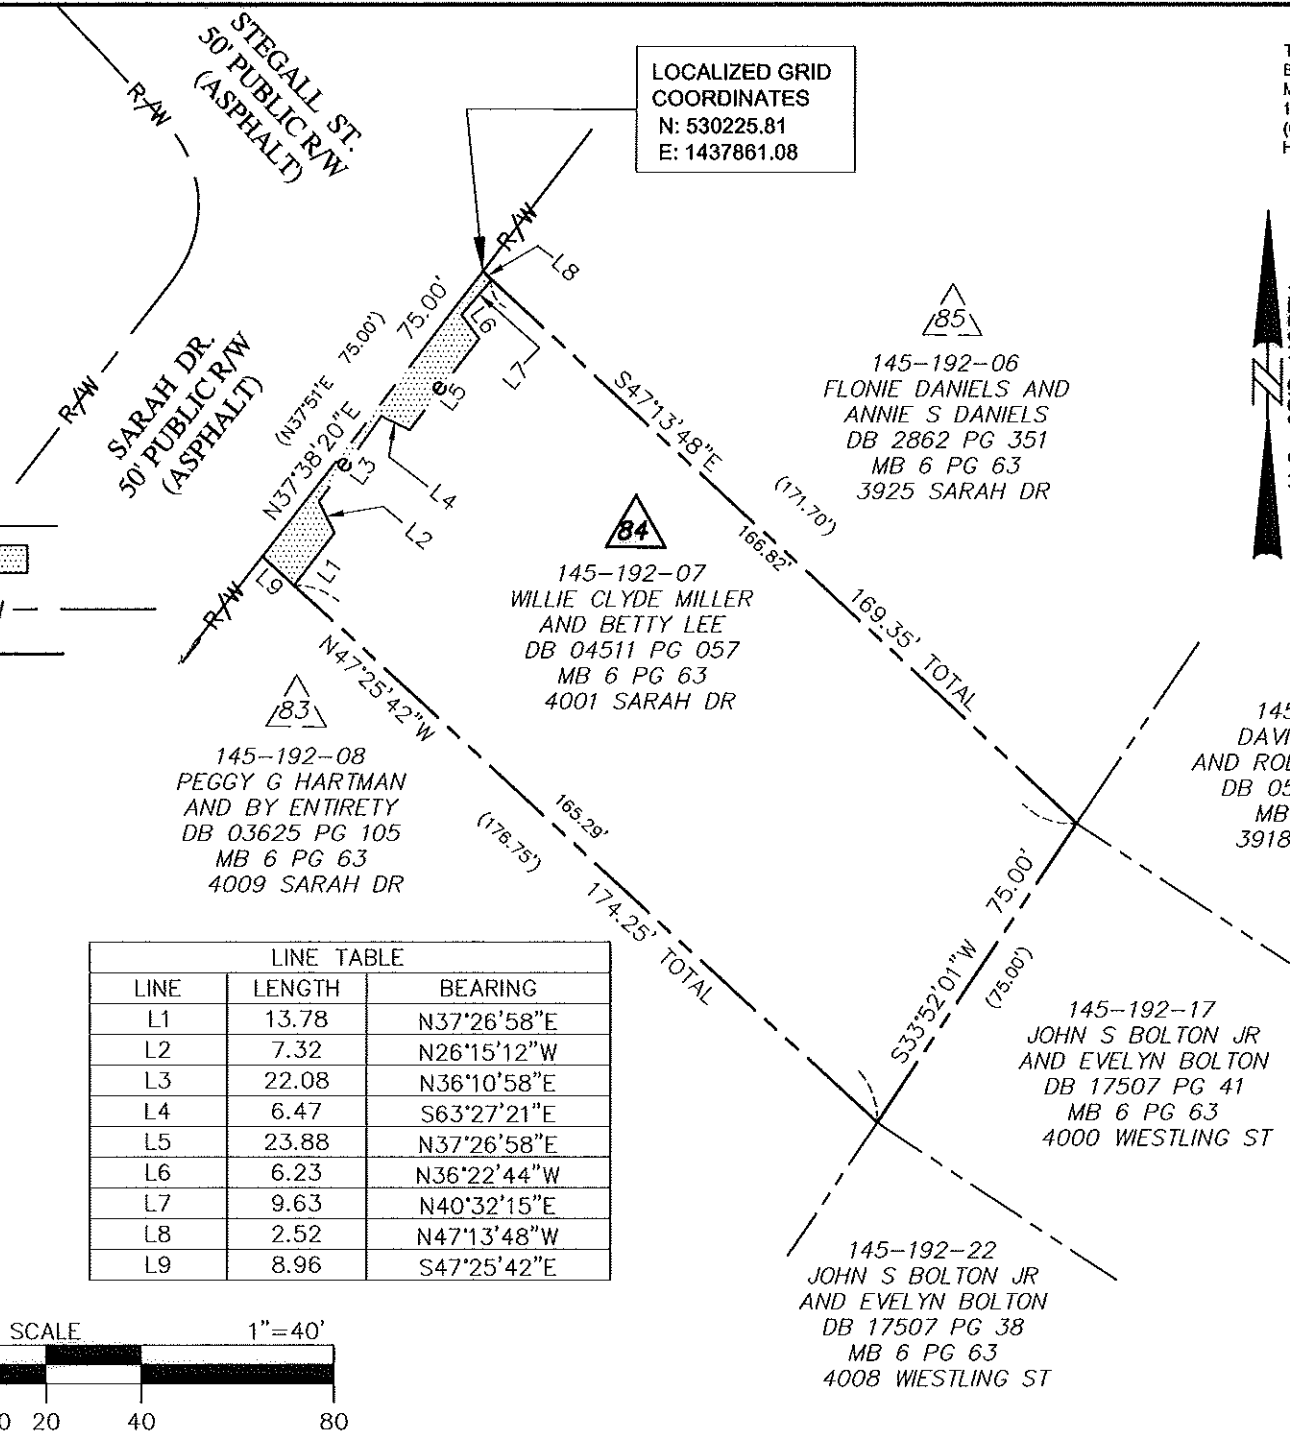 STEGALL ST.
50' PUBLIC R/W
(ASPHALT)
R/W
LOCALIZED GRID
COORDINATES
N: 530225.81
E: 1437861.08
R/W
L8
L6
L7
75.00'
(N37°51'E 75.00')
N37°38'20"E
e
L5
e
L3
L4
L2
L1
L9
R/W
SARAH DR.
50' PUBLIC R/W
(ASPHALT)
R/W
85
145-192-06
FLONIE DANIELS AND
ANNIE S DANIELS
DB 2862 PG 351
MB 6 PG 63
3925 SARAH DR
S47°13'48"E
(171.70')
166.82'
169.35' TOTAL
84
145-192-07
WILLIE CLYDE MILLER
AND BETTY LEE
DB 04511 PG 057
MB 6 PG 63
4001 SARAH DR
N47°25'42"W
165.29'
(176.75')
174.25' TOTAL
83
145-192-08
PEGGY G HARTMAN
AND BY ENTIRETY
DB 03625 PG 105
MB 6 PG 63
4009 SARAH DR
145
DAVI
DB 05
MB
3918
75.00'
S33°52'01"W
(75.00')
145-192-17
JOHN S BOLTON JR
AND EVELYN BOLTON
DB 17507 PG 41
MB 6 PG 63
4000 WIESTLING ST
145-192-22
JOHN S BOLTON JR
AND EVELYN BOLTON
DB 17507 PG 38
MB 6 PG 63
4008 WIESTLING ST
LINE TABLE
LINE LENGTH BEARING
L1 13.78 N37°26'58"E
L2 7.32 N26°15'12"W
L3 22.08 N36°10'58"E
L4 6.47 S63°27'21"E
L5 23.88 N37°26'58"E
L6 6.23 N36°22'44"W
L7 9.63 N40°32'15"E
L8 2.52 N47°13'48"W
L9 8.96 S47°25'42"E
SCALE 1"=40'
0 20 40 80